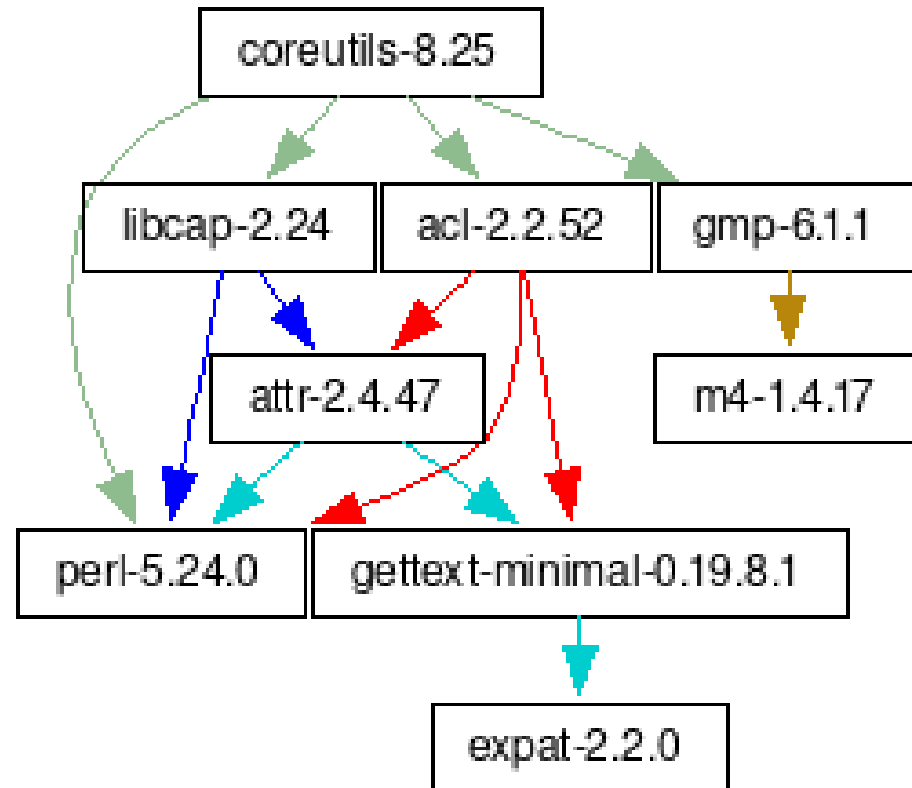 coreutils-8.25
libcap-2.24
acl-2.2.52
gmp-6.1.1
attr-2.4.47
m4-1.4.17
perl-5.24.0
gettext-minimal-0.19.8.1
expat-2.2.0